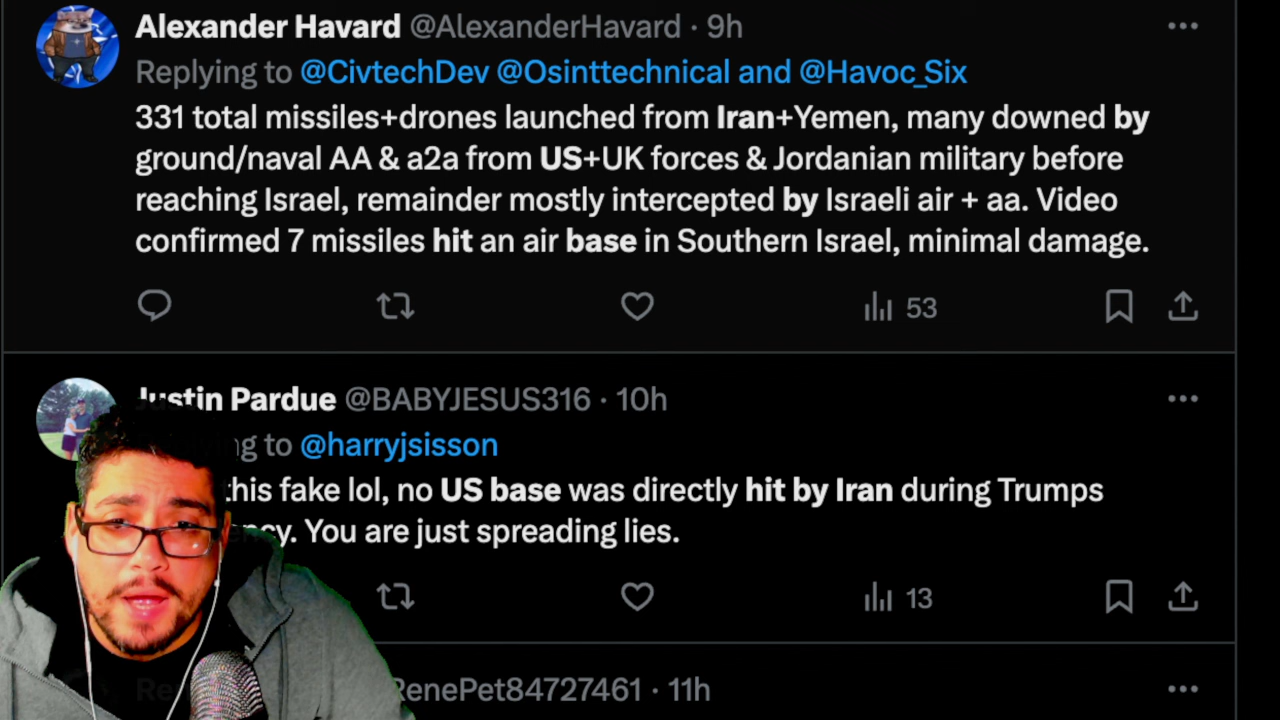 Alexander Havard @AlexanderHavard · 9h
Replying to @CivtechDev @Osinttechnical and @Havoc_Six
331 total missiles+drones launched from Iran+Yemen, many downed by
ground/naval AA & a2a from US+UK forces & Jordanian military before
reaching Israel, remainder mostly intercepted by Israeli air + aa. Video
confirmed 7 missiles hit an air base in Southern Israel, minimal damage.
53
Justin Pardue @BABYJESUS316 · 10h
to @harryjsisson
this fake lol, no US base was directly hit by Iran during Trumps
You are just spreading lies.
13
RenePet84727461 · 11h